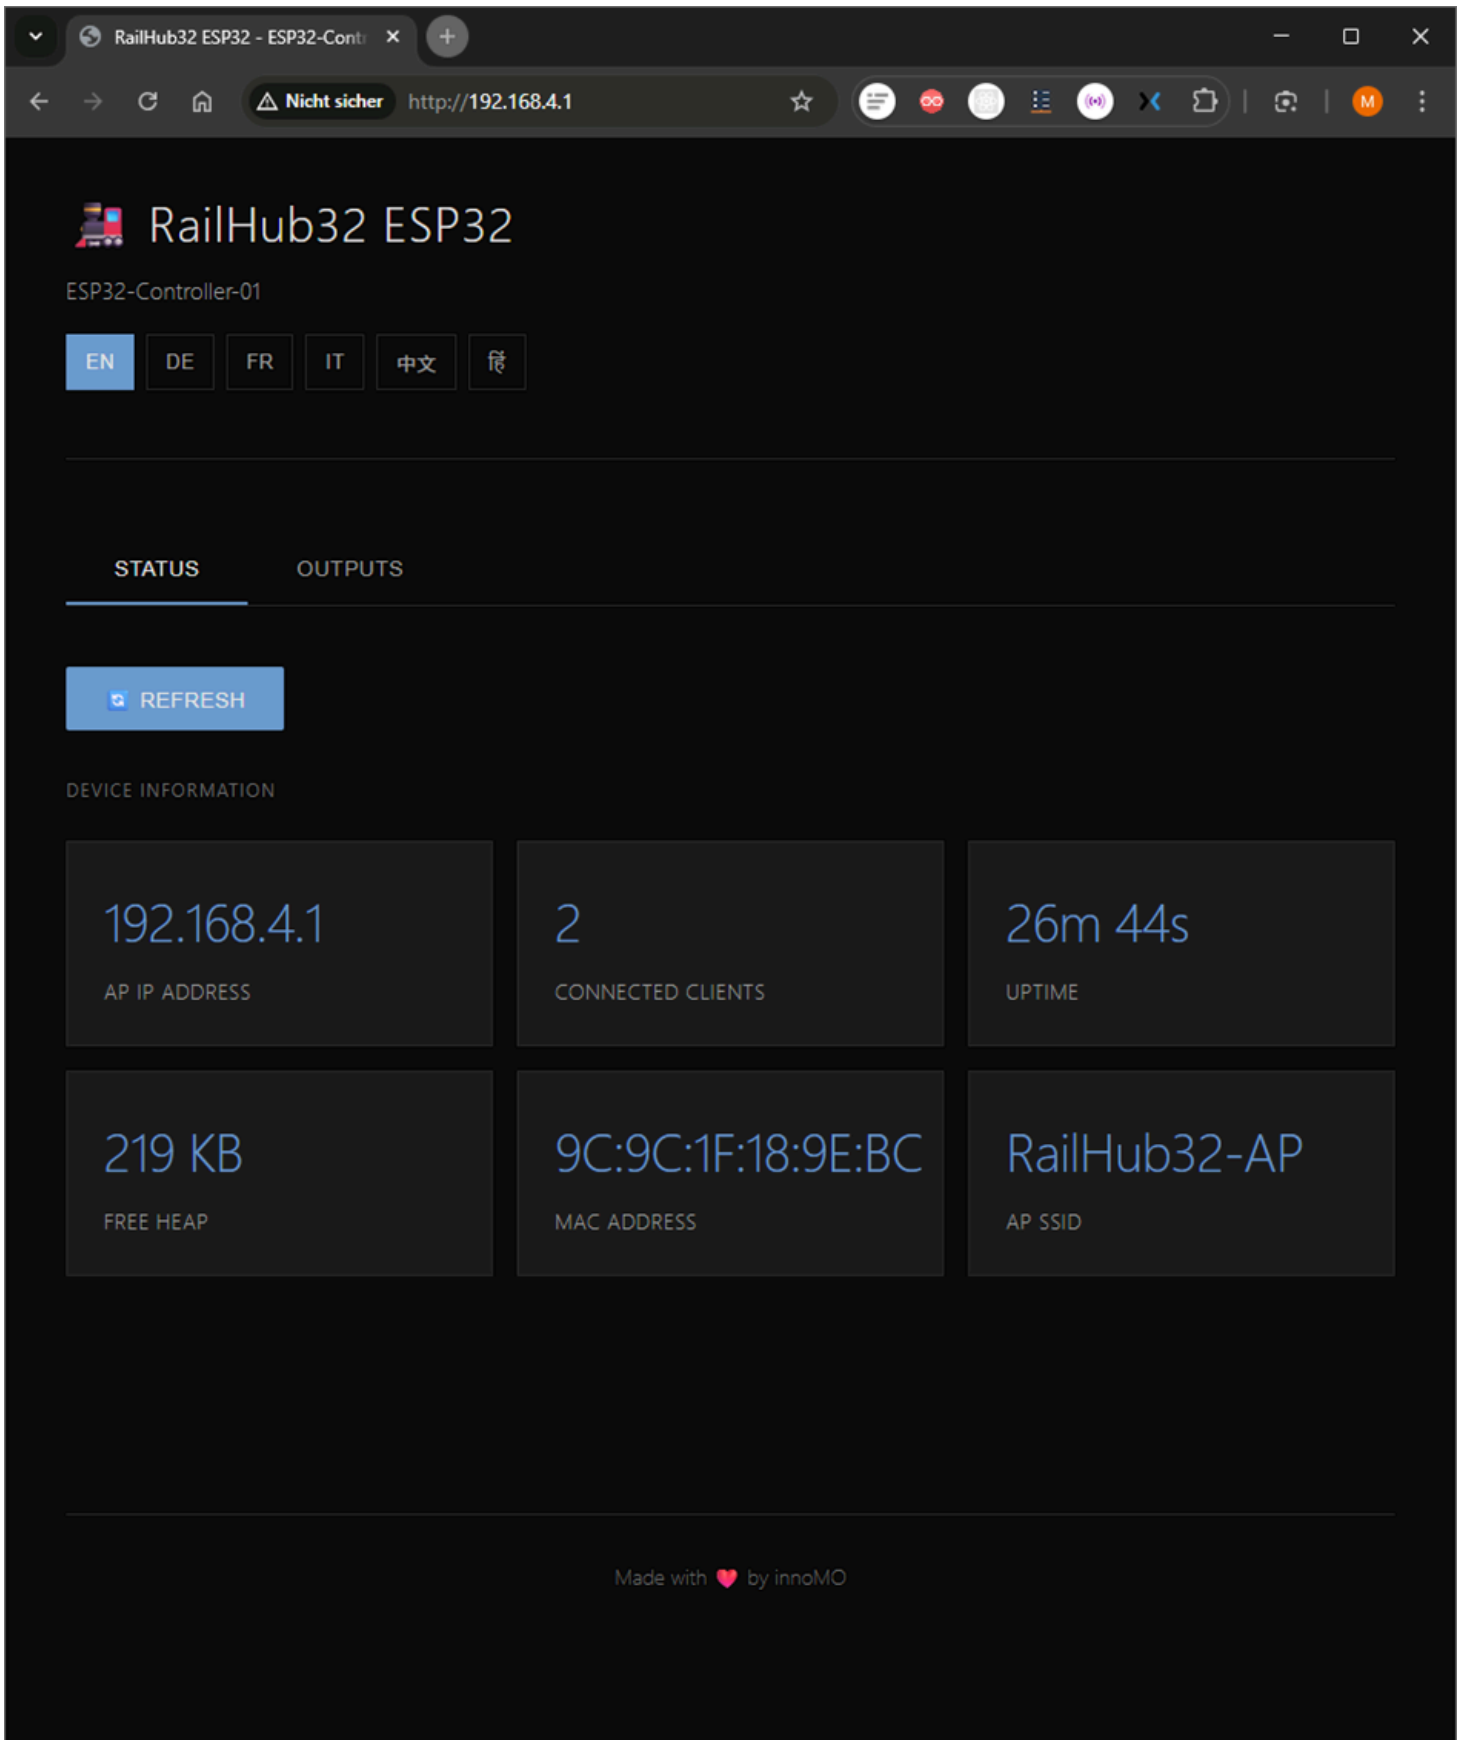 RailHub32 ESP32 - ESP32-Contr
Nicht sicher http://192.168.4.1
M
RailHub32 ESP32
ESP32-Controller-01
EN DE FR IT 中文 हिं
STATUS OUTPUTS
REFRESH
DEVICE INFORMATION
192.168.4.1 2 26m 44s
AP IP ADDRESS CONNECTED CLIENTS UPTIME
219 KB 9C:9C:1F:18:9E:BC RailHub32-AP
FREE HEAP MAC ADDRESS AP SSID
Made with ❤️ by innoMO